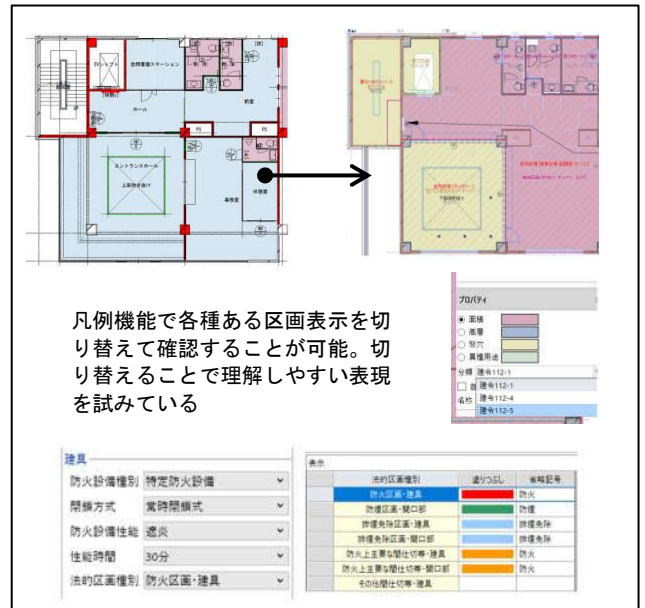 EVシャフト
訪問看護ステーション
ホール
前室
PS
PS
エントランスホール
上部吹き抜け
事務室
休憩室
下部吹抜け
凡例機能で各種ある区画表示を切
り替えて確認することが可能。切
り替えることで理解しやすい表現
を試みている
プロパティ
面積
高層
竪穴
異種用途
分類 建令112-1
建令112-1
名称 建令112-4
建令112-5
建具
防火設備種別 特定防火設備
閉鎖方式 常時閉鎖式
防火設備性能 遮炎
性能時間 30分
法的区画種別 防火区画・建具
表示
法的区画種別 塗りつぶし 省略記号
防火区画・建具 防火
防煙区画・開口部 防煙
排煙免除区画・建具 排煙免除
排煙免除区画・開口部 排煙免除
防火上主要な間仕切等・建具 防火
防火上主要な間仕切等・開口部 防火
その他間仕切等・建具